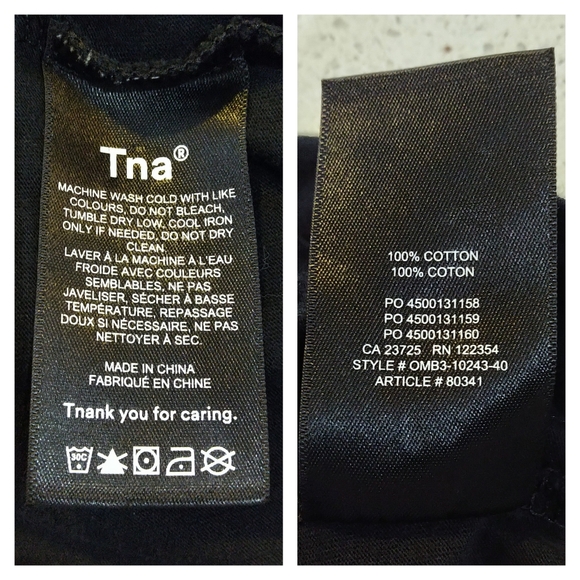 Tna®
MACHINE WASH COLD WITH LIKE
COLOURS, DO NOT BLEACH,
TUMBLE DRY LOW, COOL IRON
ONLY IF NEEDED, DO NOT DRY
CLEAN
LAVER À LA MACHINE À L'EAU
FROIDE AVEC COULEURS
SEMBLABLES, NE PAS
JAVELISER, SÉCHER À BASSE
TEMPÉRATURE, REPASSAGE
DOUX SI NÉCESSAIRE, NE PAS
NETTOYER À SEC.
MADE IN CHINA
FABRIQUÉ EN CHINE
Tnank you for caring.
30C
100% COTTON
100% COTON
PO 4500131158
PO 4500131159
PO 4500131160
CA 23725 RN 122354
STYLE # OMB3-10243-40
ARTICLE # 80341